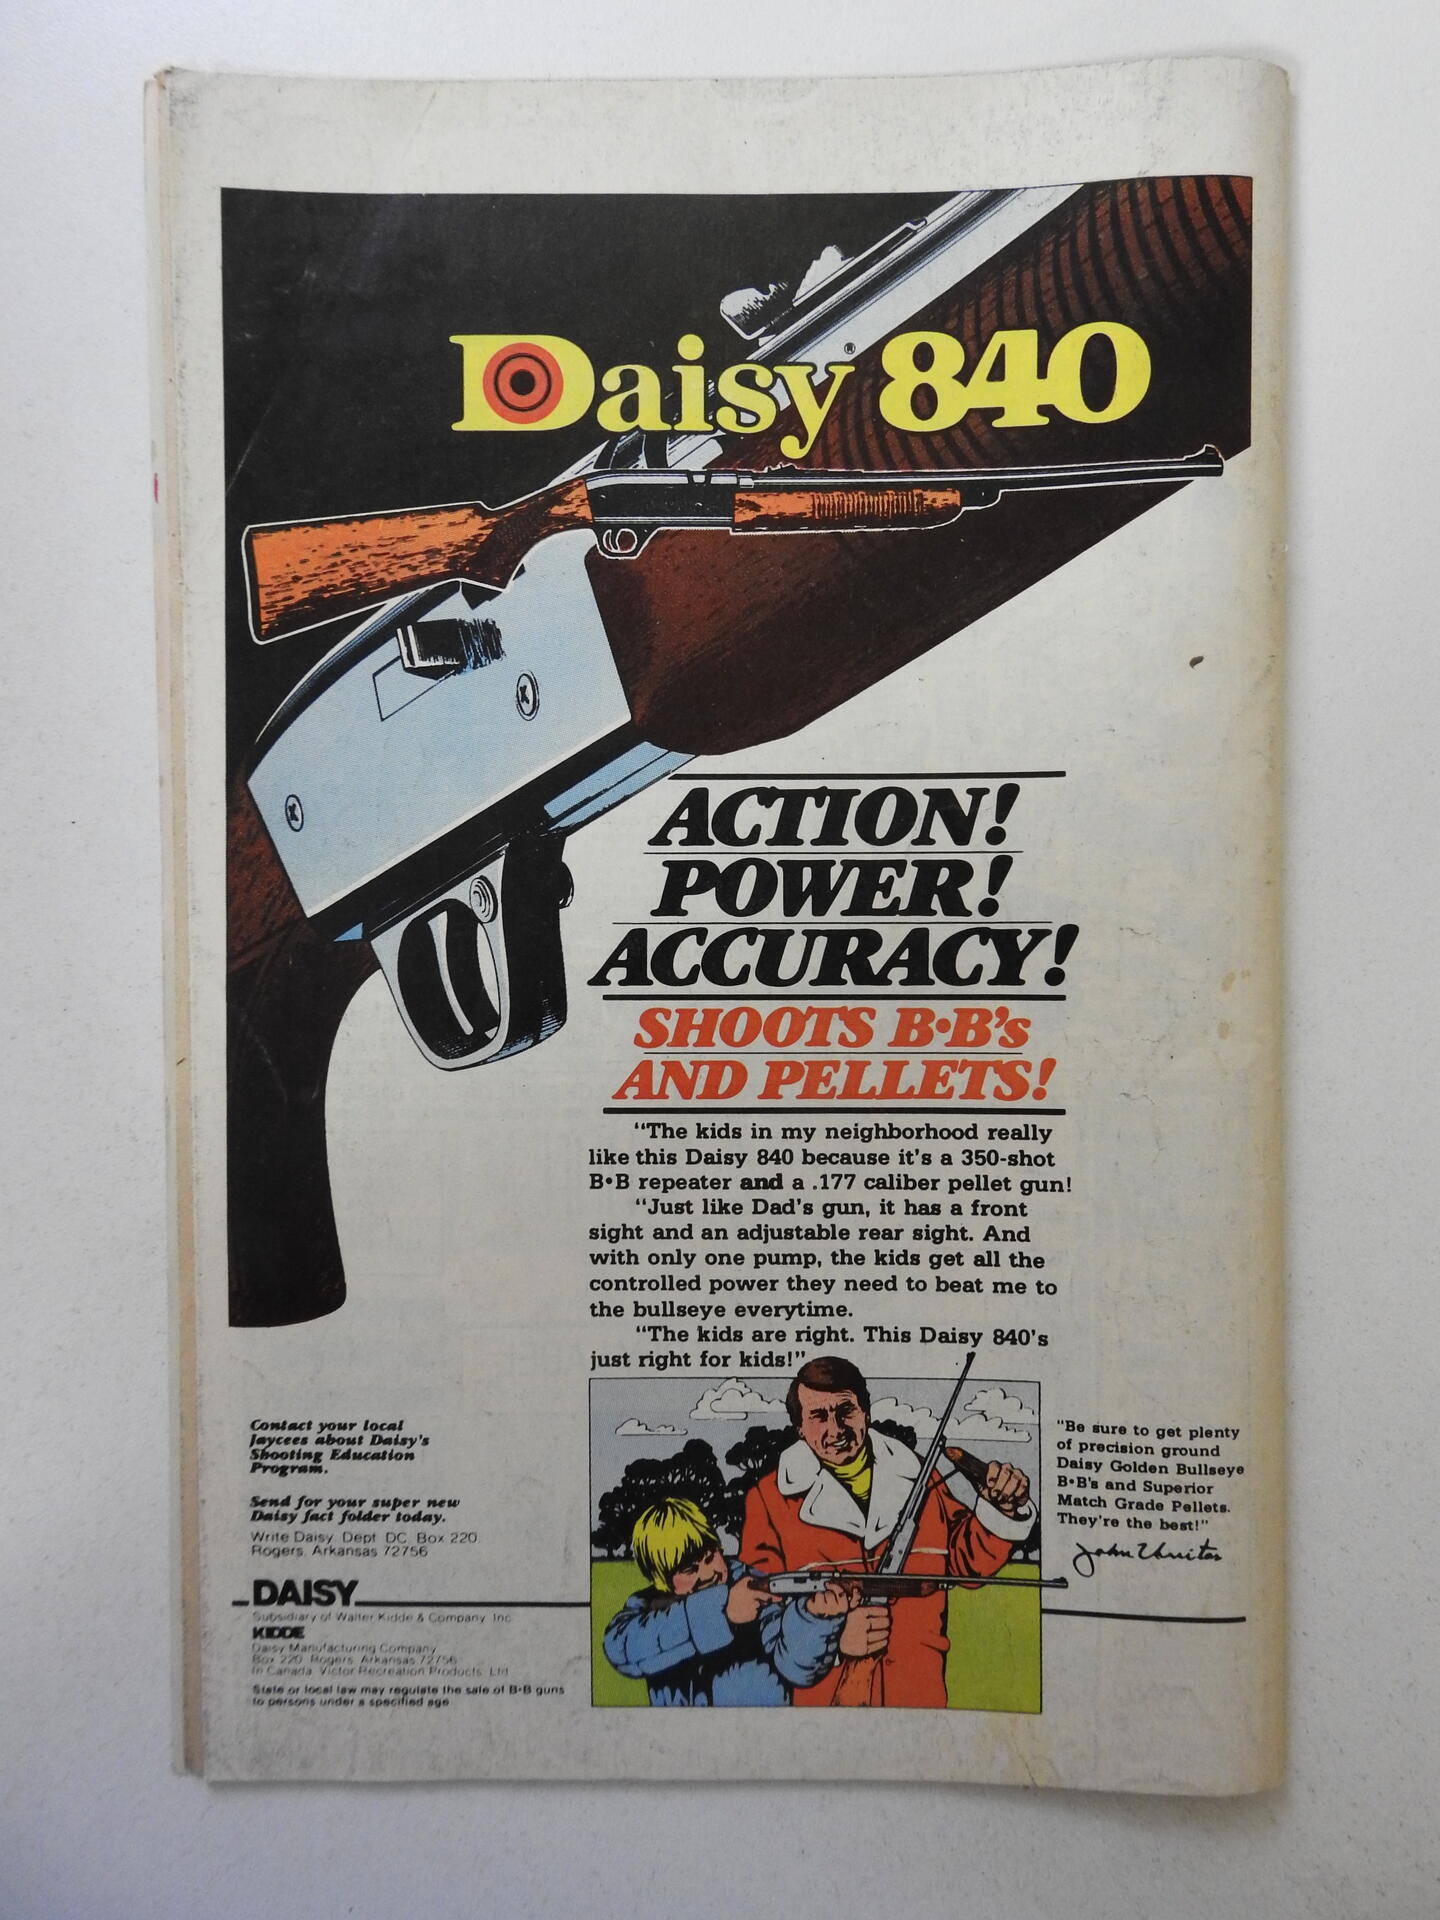 Daisy® 840
ACTION!
POWER!
ACCURACY!
SHOOTS B•B's
AND PELLETS!
"The kids in my neighborhood really
like this Daisy 840 because it's a 350-shot
B•B repeater and a .177 caliber pellet gun!
"Just like Dad's gun, it has a front
sight and an adjustable rear sight. And
with only one pump, the kids get all the
controlled power they need to beat me to
the bullseye everytime.
"The kids are right. This Daisy 840's
just right for kids!"
"Be sure to get plenty
of precision ground
Daisy Golden Bullseye
B•B's and Superior
Match Grade Pellets.
They're the best!"
John Unitas
Contact your local
Jaycees about Daisy's
Shooting Education
Program.
Send for your super new
Daisy fact folder today.
Write Daisy, Dept. DC, Box 220,
Rogers, Arkansas 72756
DAISY
Subsidiary of Walter Kidde & Company, Inc.
KIDDE
Daisy Manufacturing Company
Box 220, Rogers, Arkansas 72756
In Canada: Victor Recreation Products, Ltd.
State or local law may regulate the sale of B•B guns
to persons under a specified age